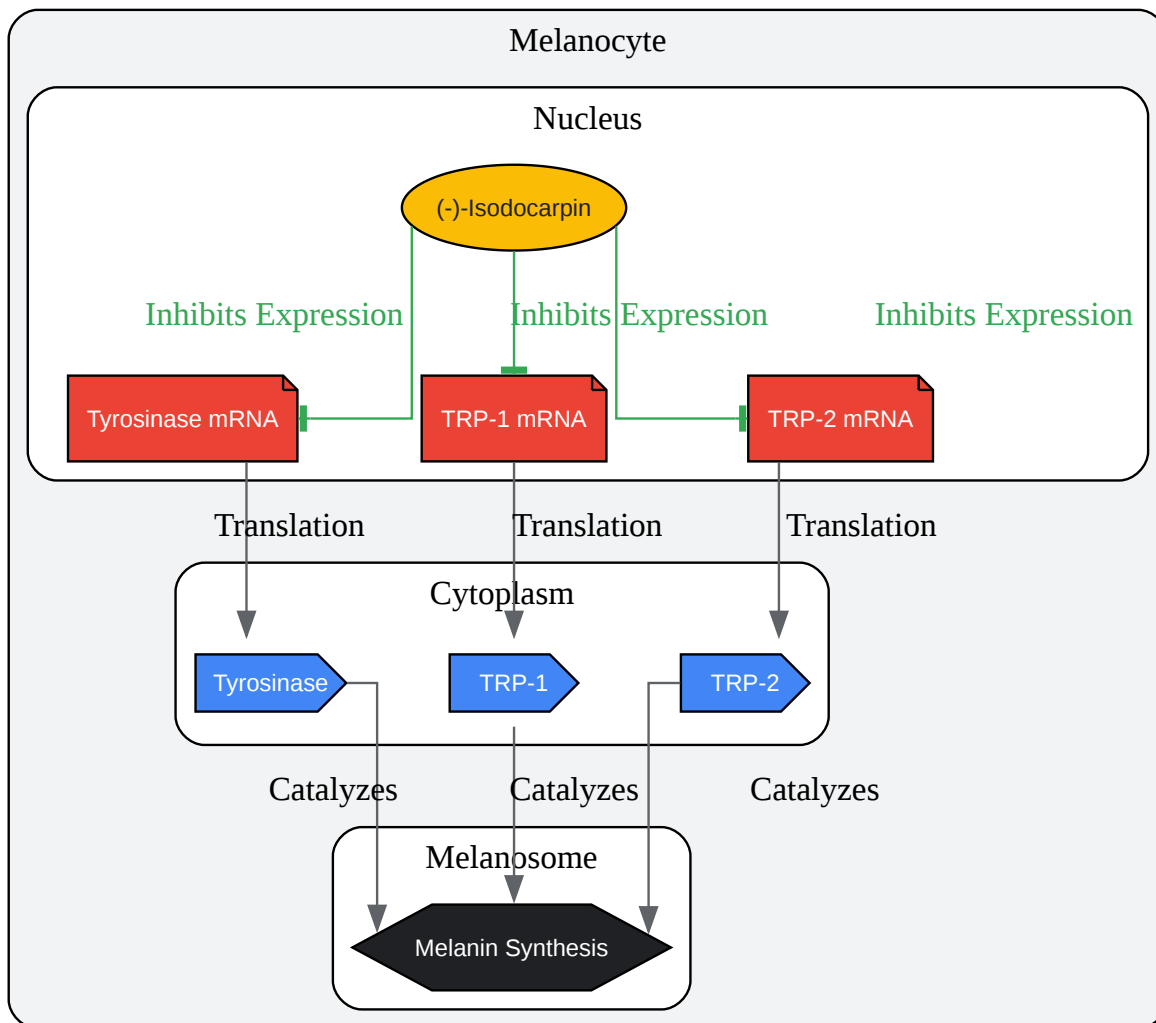 Melanocyte
Nucleus
(-)-Isodocarpin
Inhibits Expression
Inhibits Expression
Inhibits Expression
Tyrosinase mRNA
TRP-1 mRNA
TRP-2 mRNA
Translation
Translation
Translation
Cytoplasm
Tyrosinase
TRP-1
TRP-2
Catalyzes
Catalyzes
Catalyzes
Melanosome
Melanin Synthesis